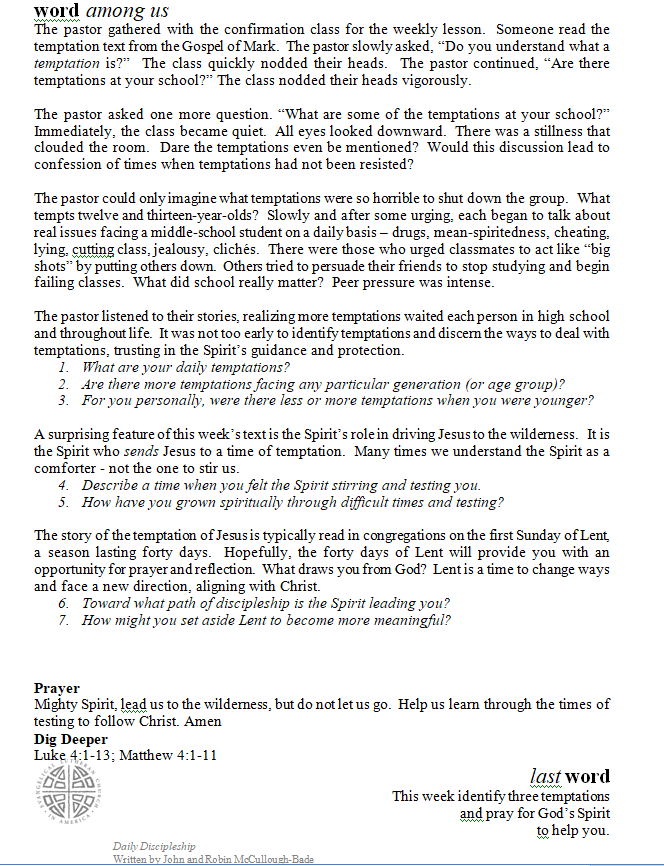 word among us
The pastor gathered with the confirmation class for the weekly lesson. Someone read the
temptation text from the Gospel of Mark. The pastor slowly asked, “Do you understand what a
temptation is?” The class quickly nodded their heads. The pastor continued, “Are there
temptations at your school?” The class nodded their heads vigorously.
The pastor asked one more question. “What are some of the temptations at your school?”
Immediately, the class became quiet. All eyes looked downward. There was a stillness that
clouded the room. Dare the temptations even be mentioned? Would this discussion lead to
confession of times when temptations had not been resisted?
The pastor could only imagine what temptations were so horrible to shut down the group. What
tempts twelve and thirteen-year-olds? Slowly and after some urging, each began to talk about
real issues facing a middle-school student on a daily basis – drugs, mean-spiritedness, cheating,
lying, cutting class, jealousy, clichés. There were those who urged classmates to act like “big
shots” by putting others down. Others tried to persuade their friends to stop studying and begin
failing classes. What did school really matter? Peer pressure was intense.
The pastor listened to their stories, realizing more temptations waited each person in high school
and throughout life. It was not too early to identify temptations and discern the ways to deal with
temptations, trusting in the Spirit’s guidance and protection.
1. What are your daily temptations?
2. Are there more temptations facing any particular generation (or age group)?
3. For you personally, were there less or more temptations when you were younger?
A surprising feature of this week’s text is the Spirit’s role in driving Jesus to the wilderness. It is
the Spirit who sends Jesus to a time of temptation. Many times we understand the Spirit as a
comforter - not the one to stir us.
4. Describe a time when you felt the Spirit stirring and testing you.
5. How have you grown spiritually through difficult times and testing?
The story of the temptation of Jesus is typically read in congregations on the first Sunday of Lent,
a season lasting forty days. Hopefully, the forty days of Lent will provide you with an
opportunity for prayer and reflection. What draws you from God? Lent is a time to change ways
and face a new direction, aligning with Christ.
6. Toward what path of discipleship is the Spirit leading you?
7. How might you set aside Lent to become more meaningful?
Prayer
Mighty Spirit, lead us to the wilderness, but do not let us go. Help us learn through the times of
testing to follow Christ. Amen
Dig Deeper
Luke 4:1-13; Matthew 4:1-11
EVANGELICAL LUTHERAN CHURCH IN AMERICA
last word
This week identify three temptations
and pray for God’s Spirit
to help you.
Daily Discipleship
Written by John and Robin McCullough-Bade